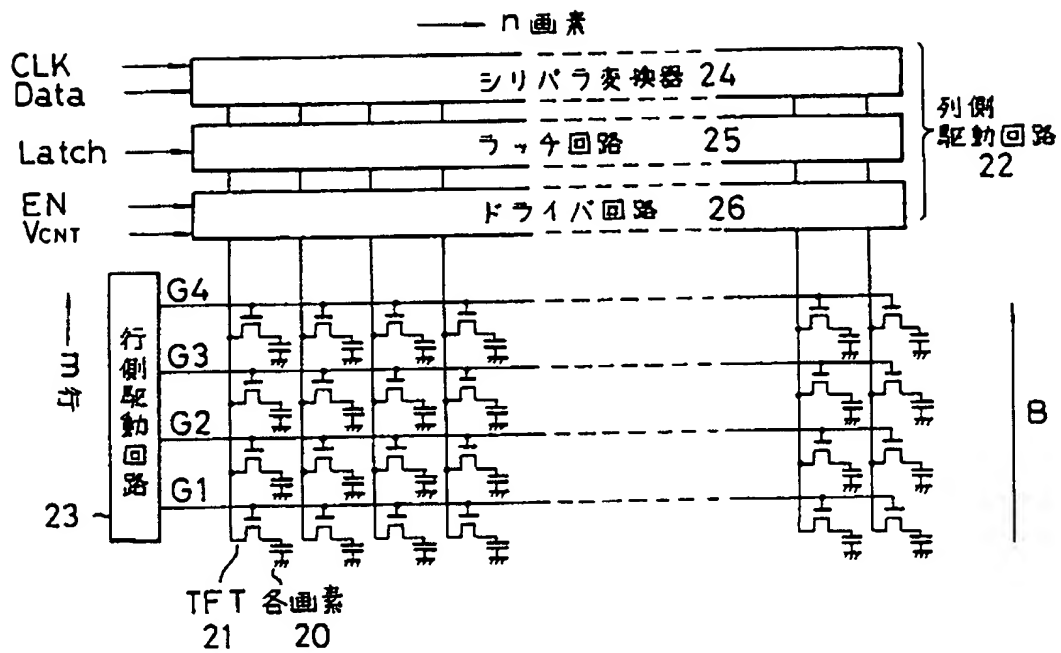 n画素
CLK
Data
シリパラ変換器 24
Latch
ラッチ回路 25
列側
駆動回路
22
EN
VCNT
ドライバ回路 26
m行
行側駆動回路
23
G4
G3
G2
G1
B
TFT
21
各画素
20